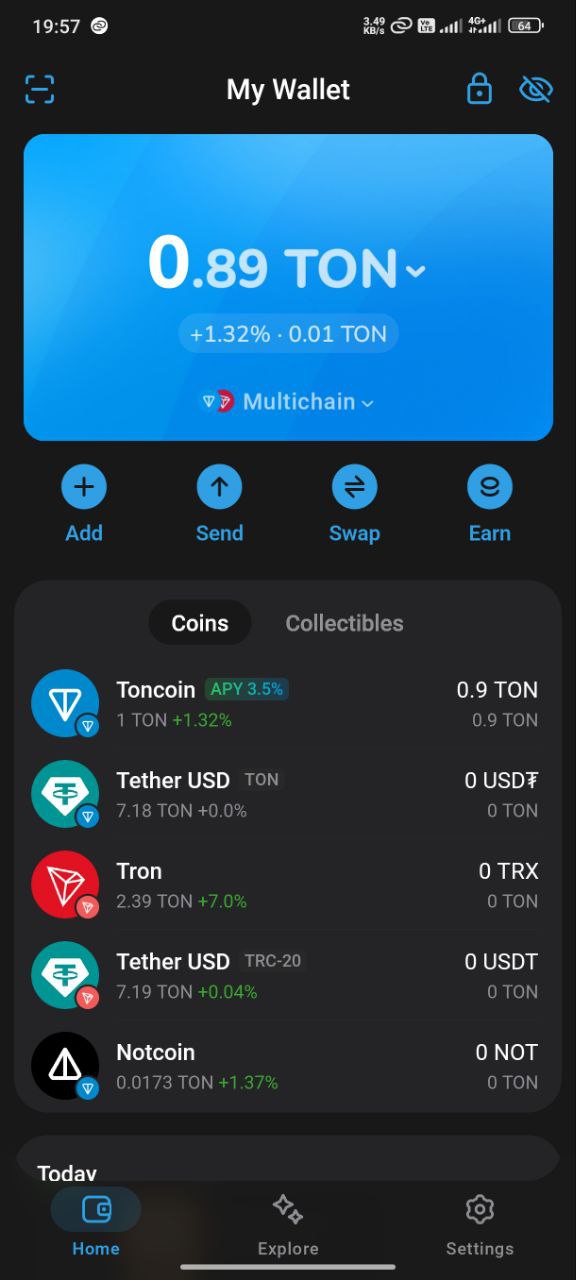 19:57
3.49 KB/s Vo LTE 4G+ 64
My Wallet
0.89 TON
+1.32% · 0.01 TON
Multichain
Add Send Swap Earn
Coins Collectibles
Toncoin APY 3.5% 0.9 TON
1 TON +1.32% 0.9 TON
Tether USD TON 0 USD₮
7.18 TON +0.0% 0 TON
Tron 0 TRX
2.39 TON +7.0% 0 TON
Tether USD TRC-20 0 USDT
7.19 TON +0.04% 0 TON
Notcoin 0 NOT
0.0173 TON +1.37% 0 TON
Today
Home Explore Settings